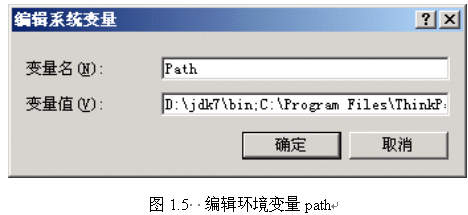 编辑系统变量
变量名(N): Path
变量值(V): D:\jdk7\bin;C:\Program Files\ThinkP
确定 取消
图 1.5··编辑环境变量 path↵